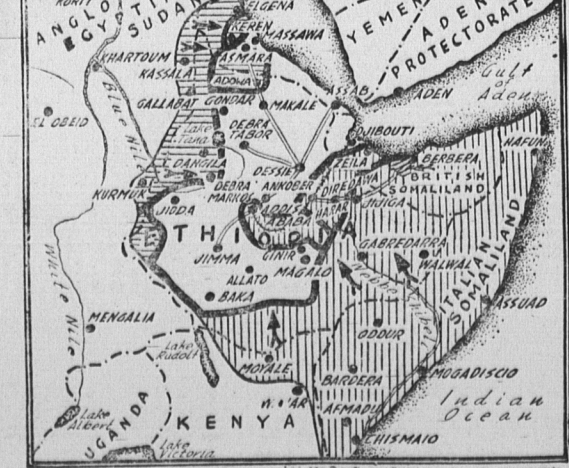 ELGENA
ANGLO
EGYPTIAN
SUDAN
YEMEN
ADEN
PROTECTORATE
KEREN
MASSAWA
ASMARA
KHARTOUM
KASSALA
ADOWA
Gulf
of
Aden
ASSAB
ADEN
GALLABAT
GONDAR
MAKALE
EL OBEID
Blue Nile
Lake
Tana
DEBRA
TABOR
DJIBOUTI
HAFUN
DANGILA
DESSIE
ZEILA
BERBERA
KURMUK
DEBRA
MARKOS
ANKOBER
DIREDAWA
BRITISH
SOMALILAND
JIDDA
ADDIS
ABABA
HARAR
JIJIGA
ETHIOPIA
JIMMA
GINIR
MAGALO
GABREDARRA
WALWAL
ITALIAN
SOMALILAND
White Nile
ALLATO
BAKA
ASSUAD
MENGALIA
Lake
Rudolf
ODDUR
MOYALE
BARDERA
MOGADISCIO
AFMADU
Indian
Ocean
Lake
Albert
UGANDA
KENYA
CHISMAIO
Lake
Victoria